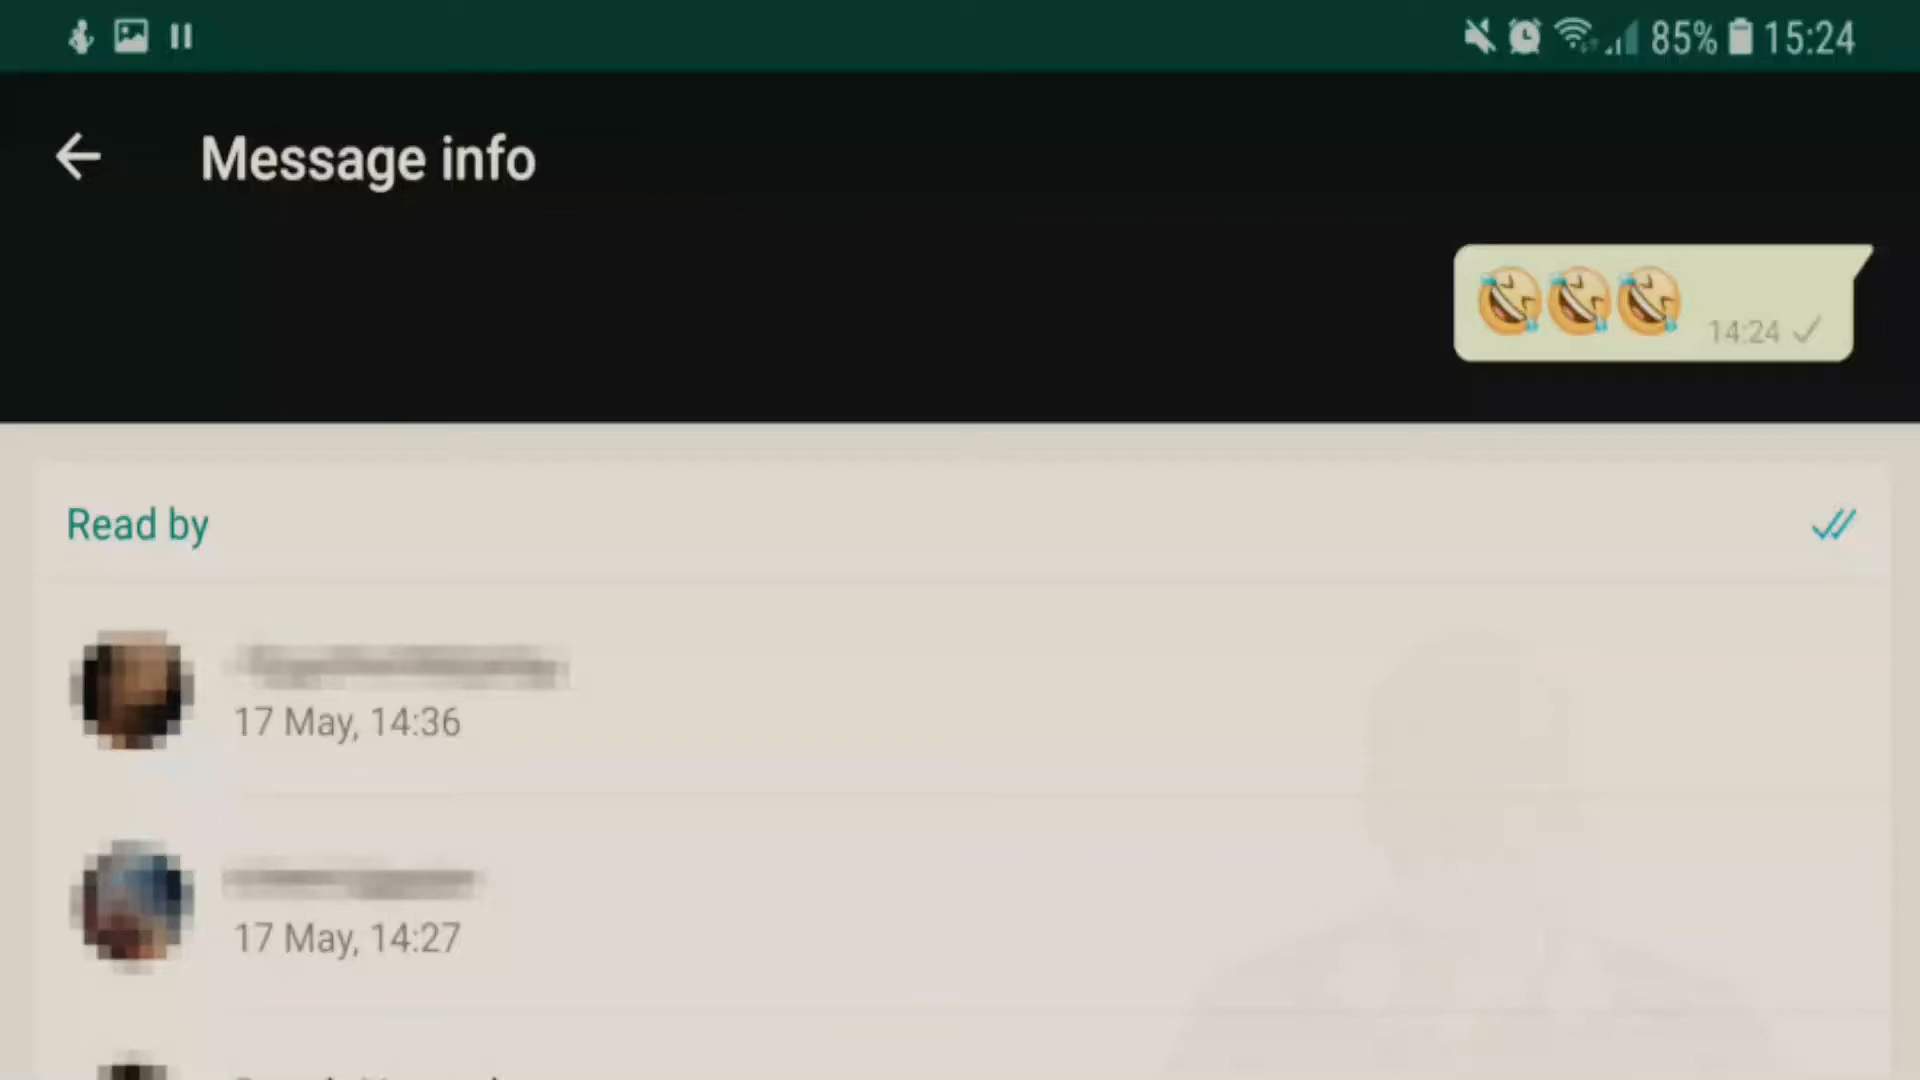 85% 15:24
Message info
🤣🤣🤣 14:24
Read by
17 May, 14:36
17 May, 14:27